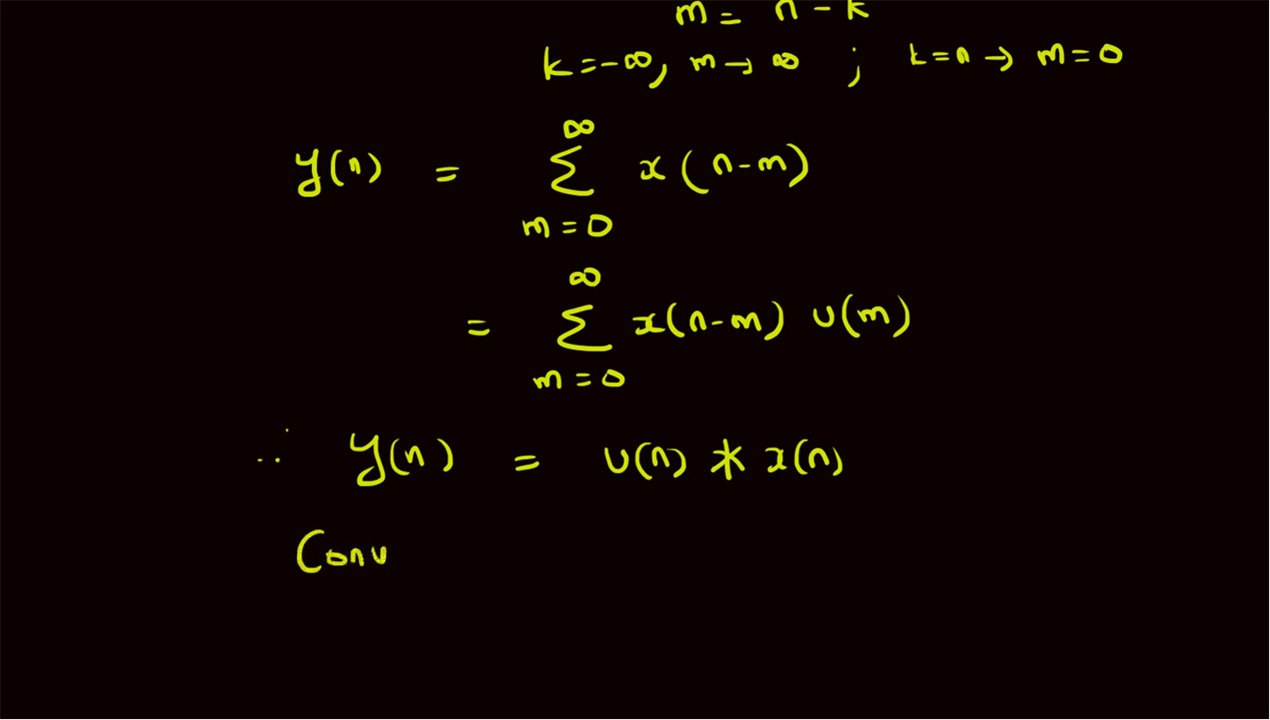 m = n - k
k = -∞, m → ∞ ; k = n → m = 0
∞
y(n) = Σ x(n-m)
m = 0
∞
= Σ x(n-m) u(m)
m = 0
∴ y(n) = u(n) * x(n)
Conv